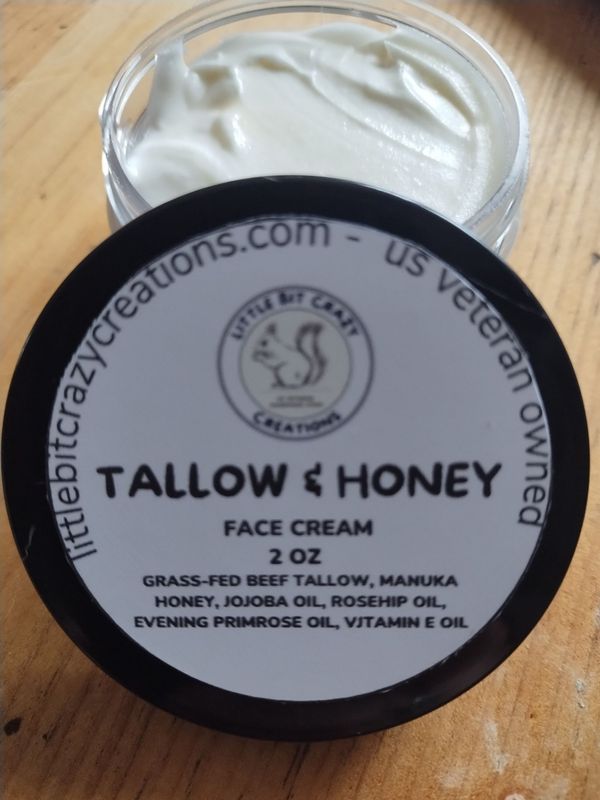 littlebitcrazycreations.com - us veteran owned
LITTLE BIT CRAZY
CREATIONS
TALLOW & HONEY
FACE CREAM
2 OZ
GRASS-FED BEEF TALLOW, MANUKA
HONEY, JOJOBA OIL, ROSEHIP OIL,
EVENING PRIMROSE OIL, VITAMIN E OIL